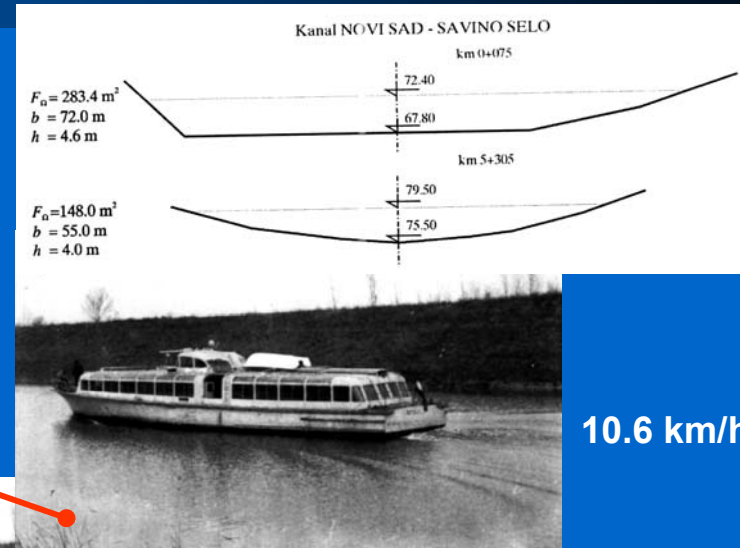 Kanal NOVI SAD - SAVINO SELO
km 0+075
72.40
F_Ω = 283.4 m²
b = 72.0 m
h = 4.6 m
67.80
km 5+305
79.50
F_Ω=148.0 m²
b = 55.0 m
h = 4.0 m
75.50
10.6 km/h